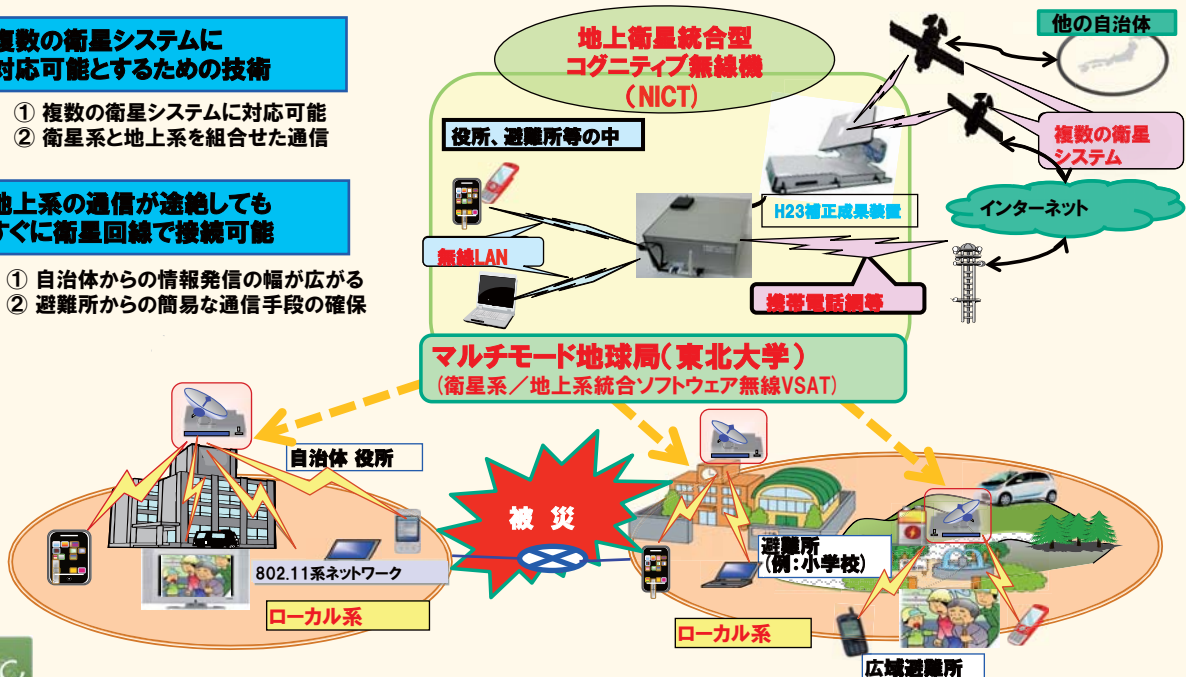 複数の衛星システムに
対応可能とするための技術
① 複数の衛星システムに対応可能
② 衛星系と地上系を組合せた通信
地上系の通信が途絶しても
すぐに衛星回線で接続可能
① 自治体からの情報発信の幅が広がる
② 避難所からの簡易な通信手段の確保
地上衛星統合型
コグニティブ無線機
(NICT)
役所、避難所等の中
無線LAN
H23補正成果装置
携帯電話網等
他の自治体
複数の衛星
システム
インターネット
マルチモード地球局(東北大学)
(衛星系/地上系統合ソフトウェア無線VSAT)
自治体 役所
802.11系ネットワーク
ローカル系
被 災
避難所
(例:小学校)
ローカル系
広域避難所